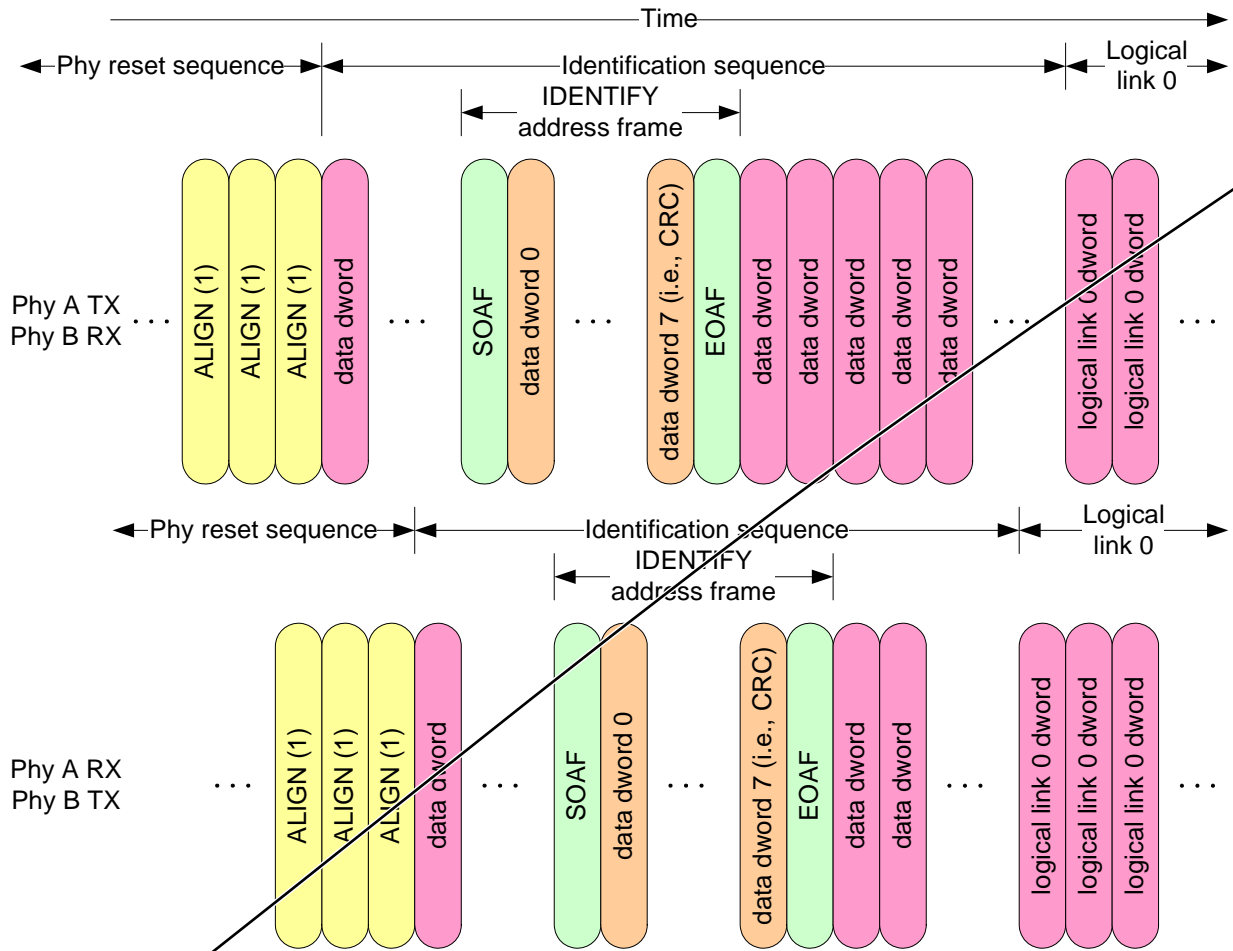 Time
Phy reset sequence
Identification sequence
Logical
link 0
IDENTIFY
address frame
Phy A TX
Phy B RX
. . .
ALIGN (1)
ALIGN (1)
ALIGN (1)
data dword
. . .
SOAF
data dword 0
. . .
data dword 7 (i.e., CRC)
EOAF
data dword
data dword
data dword
data dword
data dword
. . .
logical link 0 dword
logical link 0 dword
. . .
Phy reset sequence
Identification sequence
Logical
link 0
IDENTIFY
address frame
Phy A RX
Phy B TX
. . .
ALIGN (1)
ALIGN (1)
ALIGN (1)
data dword
. . .
SOAF
data dword 0
. . .
data dword 7 (i.e., CRC)
EOAF
data dword
data dword
. . .
logical link 0 dword
logical link 0 dword
logical link 0 dword
. . .